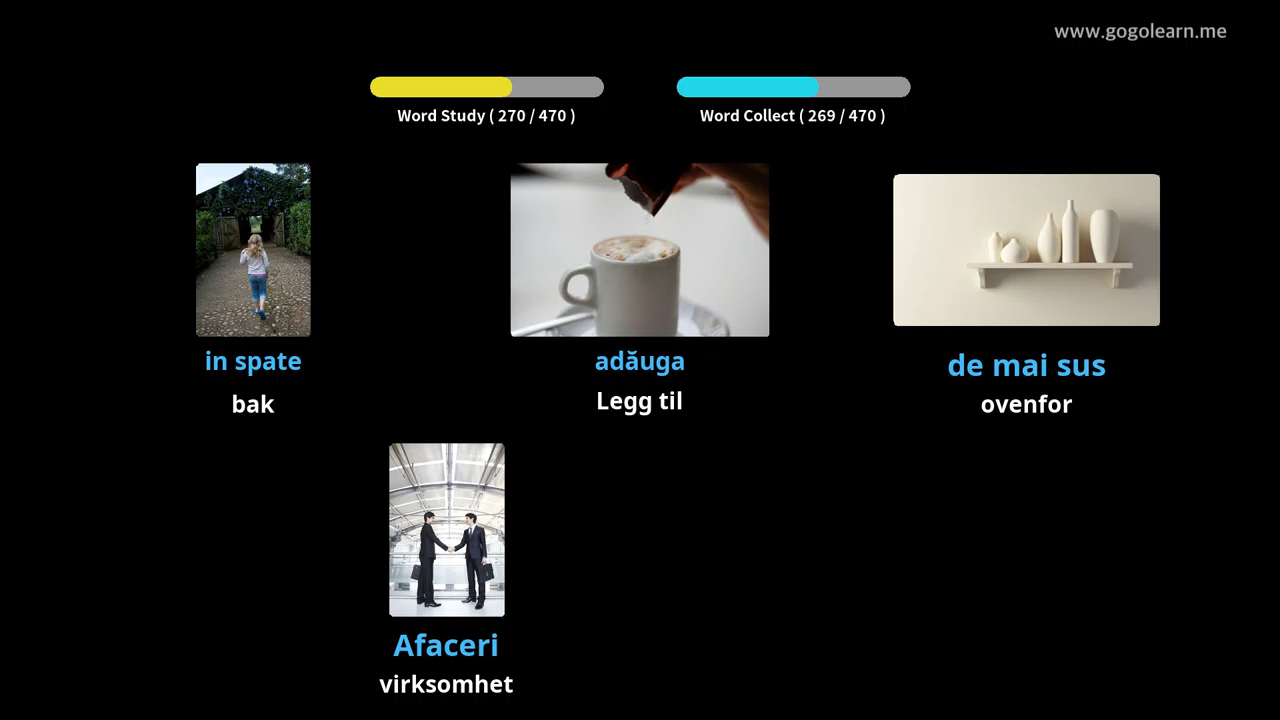 www.gogolearn.me
Word Study ( 270 / 470 )
Word Collect ( 269 / 470 )
in spate
bak
adăuga
Legg til
de mai sus
ovenfor
Afaceri
virksomhet